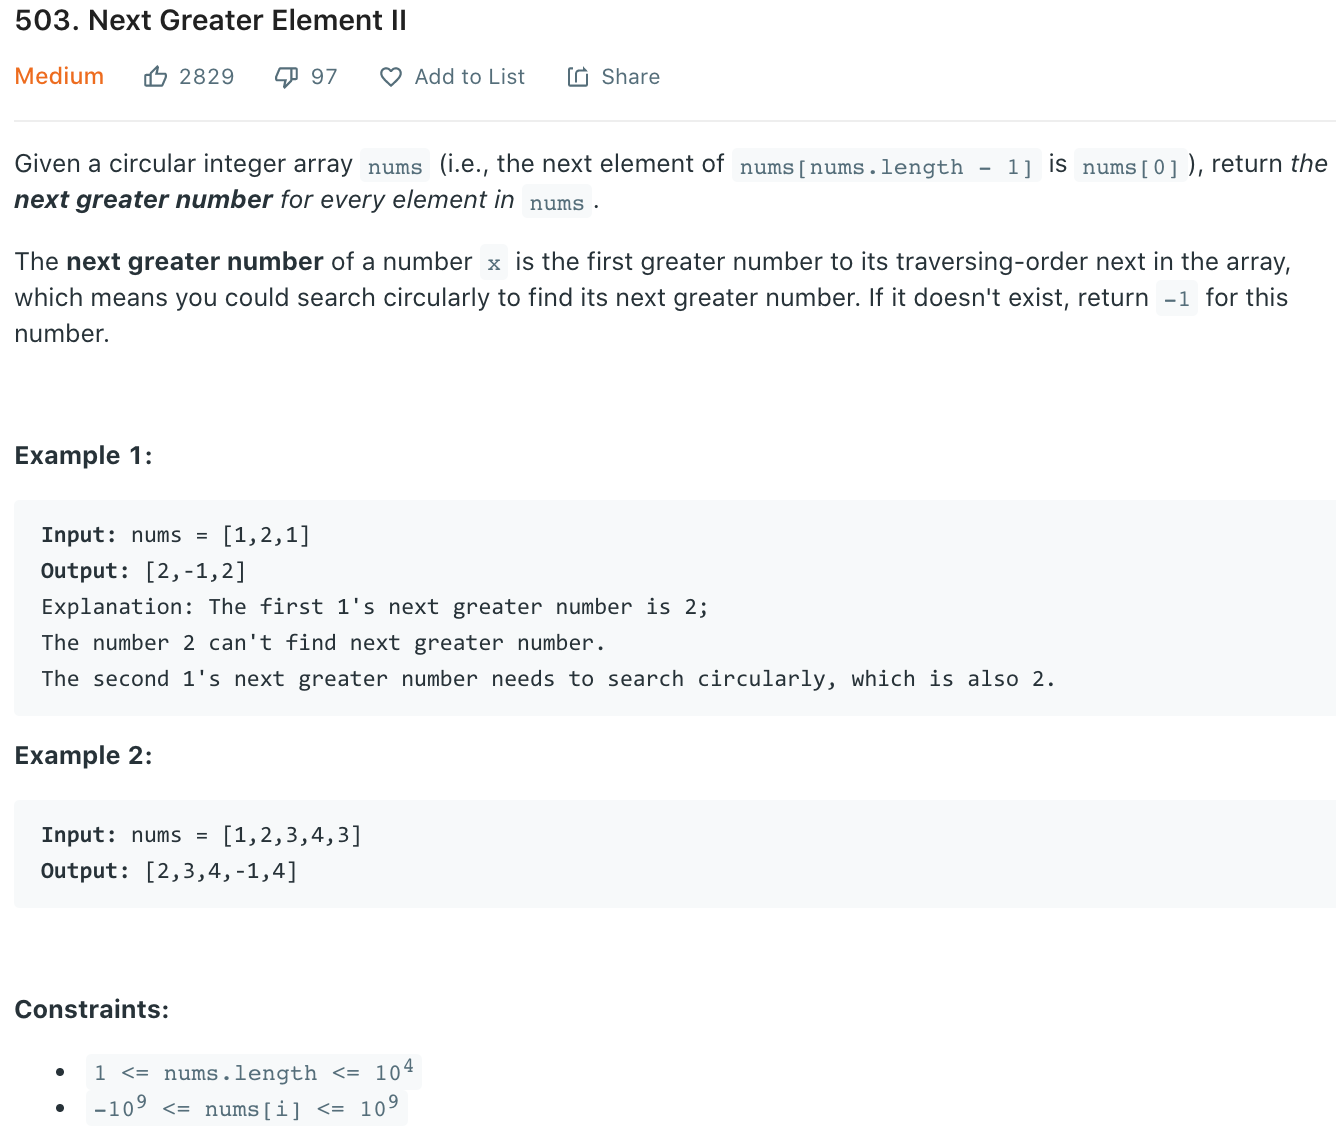 503. Next Greater Element II
Medium 2829 97 Add to List Share
Given a circular integer array nums (i.e., the next element of nums[nums.length - 1] is nums[0]), return the
next greater number for every element in nums.
The next greater number of a number x is the first greater number to its traversing-order next in the array,
which means you could search circularly to find its next greater number. If it doesn't exist, return -1 for this
number.
Example 1:
Input: nums = [1,2,1]
Output: [2,-1,2]
Explanation: The first 1's next greater number is 2;
The number 2 can't find next greater number.
The second 1's next greater number needs to search circularly, which is also 2.
Example 2:
Input: nums = [1,2,3,4,3]
Output: [2,3,4,-1,4]
Constraints:
• 1 <= nums.length <= 10⁴
• -10⁹ <= nums[i] <= 10⁹